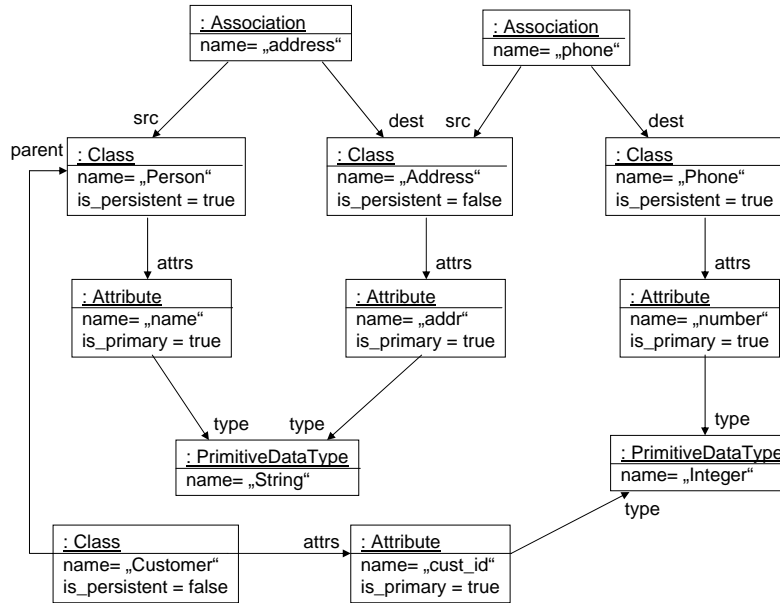 : Association
name= „address“
: Association
name= „phone“
src
dest
src
dest
parent
: Class
name= „Person“
is_persistent = true
: Class
name= „Address“
is_persistent = false
: Class
name= „Phone“
is_persistent = true
attrs
attrs
attrs
: Attribute
name= „name“
is_primary = true
: Attribute
name= „addr“
is_primary = true
: Attribute
name= „number“
is_primary = true
type
type
type
: PrimitiveDataType
name= „String“
: PrimitiveDataType
name= „Integer“
type
: Class
name= „Customer“
is_persistent = false
attrs
: Attribute
name= „cust_id“
is_primary = true